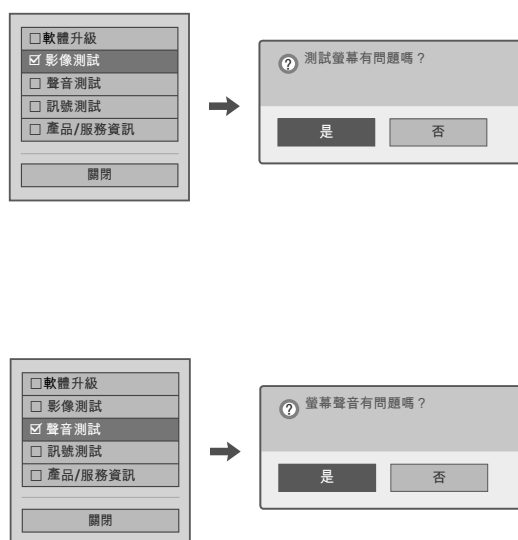 軟體升級
影像測試
聲音測試
訊號測試
產品/服務資訊
關閉
測試螢幕有問題嗎?
是
否
軟體升級
影像測試
聲音測試
訊號測試
產品/服務資訊
關閉
螢幕聲音有問題嗎?
是
否